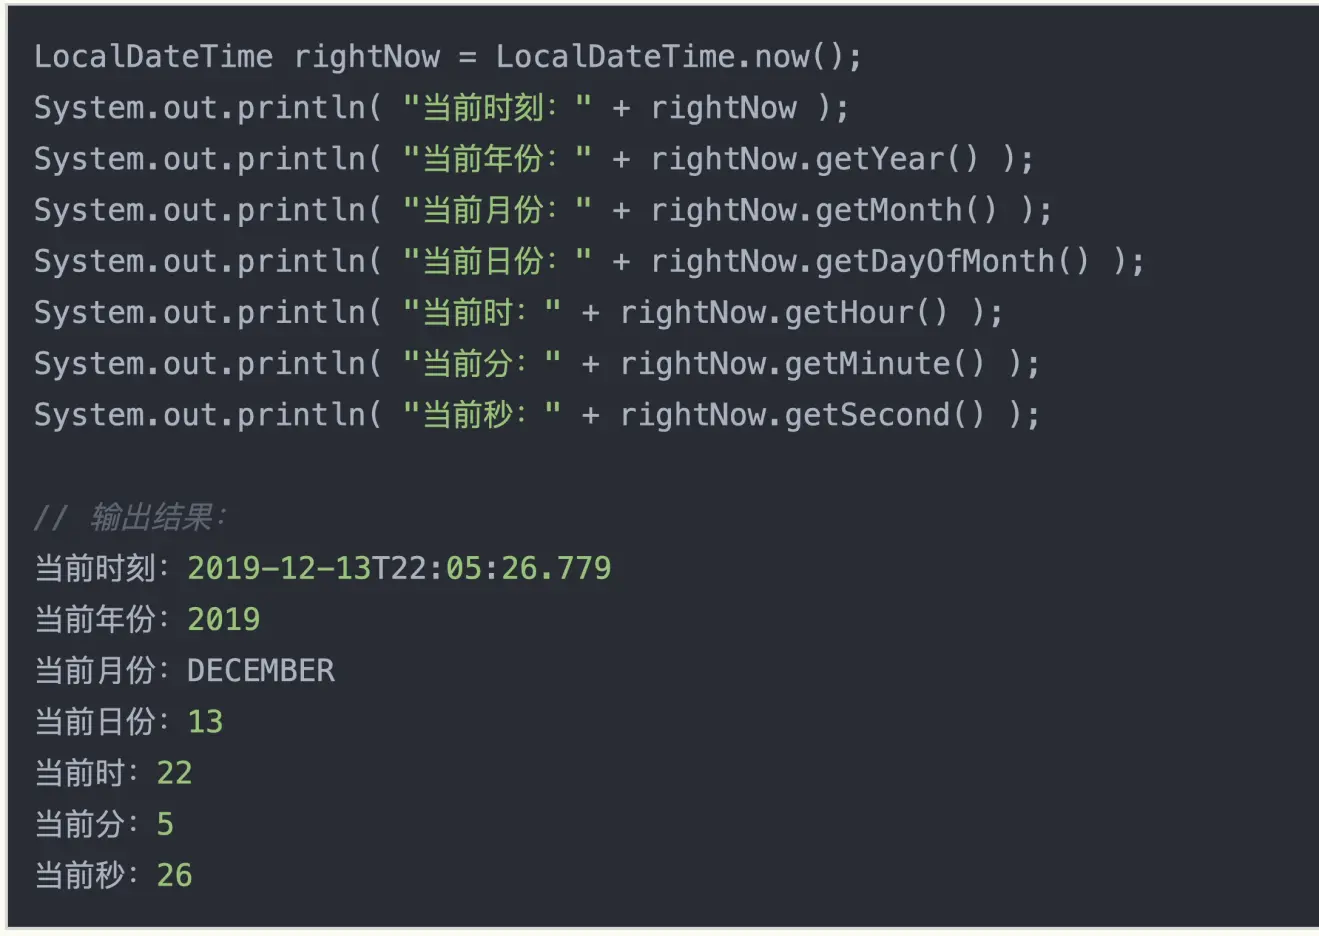 LocalDateTime rightNow = LocalDateTime.now();
System.out.println( "当前时刻：" + rightNow );
System.out.println( "当前年份：" + rightNow.getYear() );
System.out.println( "当前月份：" + rightNow.getMonth() );
System.out.println( "当前日份：" + rightNow.getDayOfMonth() );
System.out.println( "当前时：" + rightNow.getHour() );
System.out.println( "当前分：" + rightNow.getMinute() );
System.out.println( "当前秒：" + rightNow.getSecond() );
// 输出结果：
当前时刻：2019-12-13T22:05:26.779
当前年份：2019
当前月份：DECEMBER
当前日份：13
当前时：22
当前分：5
当前秒：26